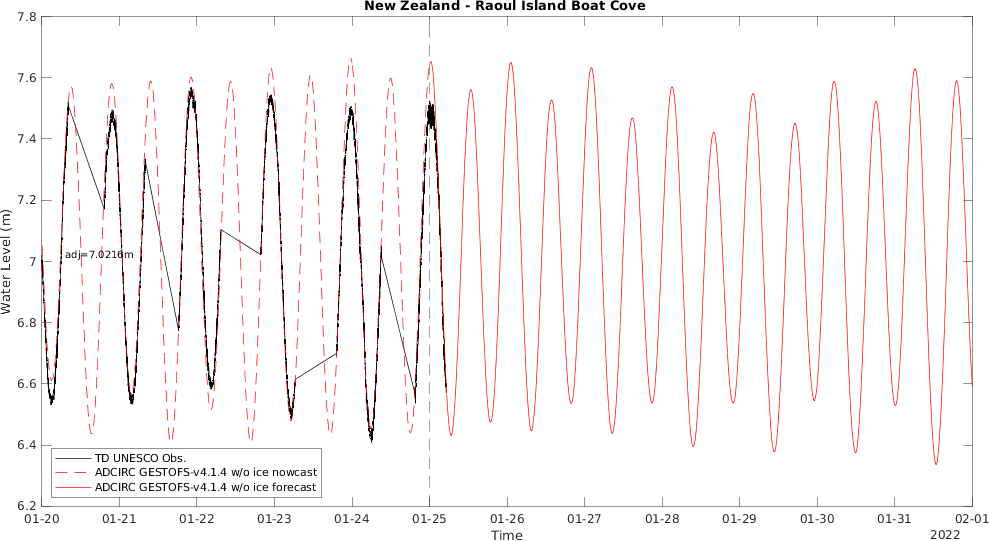 New Zealand - Raoul Island Boat Cove
7.8
7.6
7.4
7.2
7
6.8
6.6
6.4
6.2
Water Level (m)
adj=7.0216m
TD UNESCO Obs.
ADCIRC GESTOFS-v4.1.4 w/o ice nowcast
ADCIRC GESTOFS-v4.1.4 w/o ice forecast
01-20 01-21 01-22 01-23 01-24 01-25 01-26 01-27 01-28 01-29 01-30 01-31 02-01
Time
2022